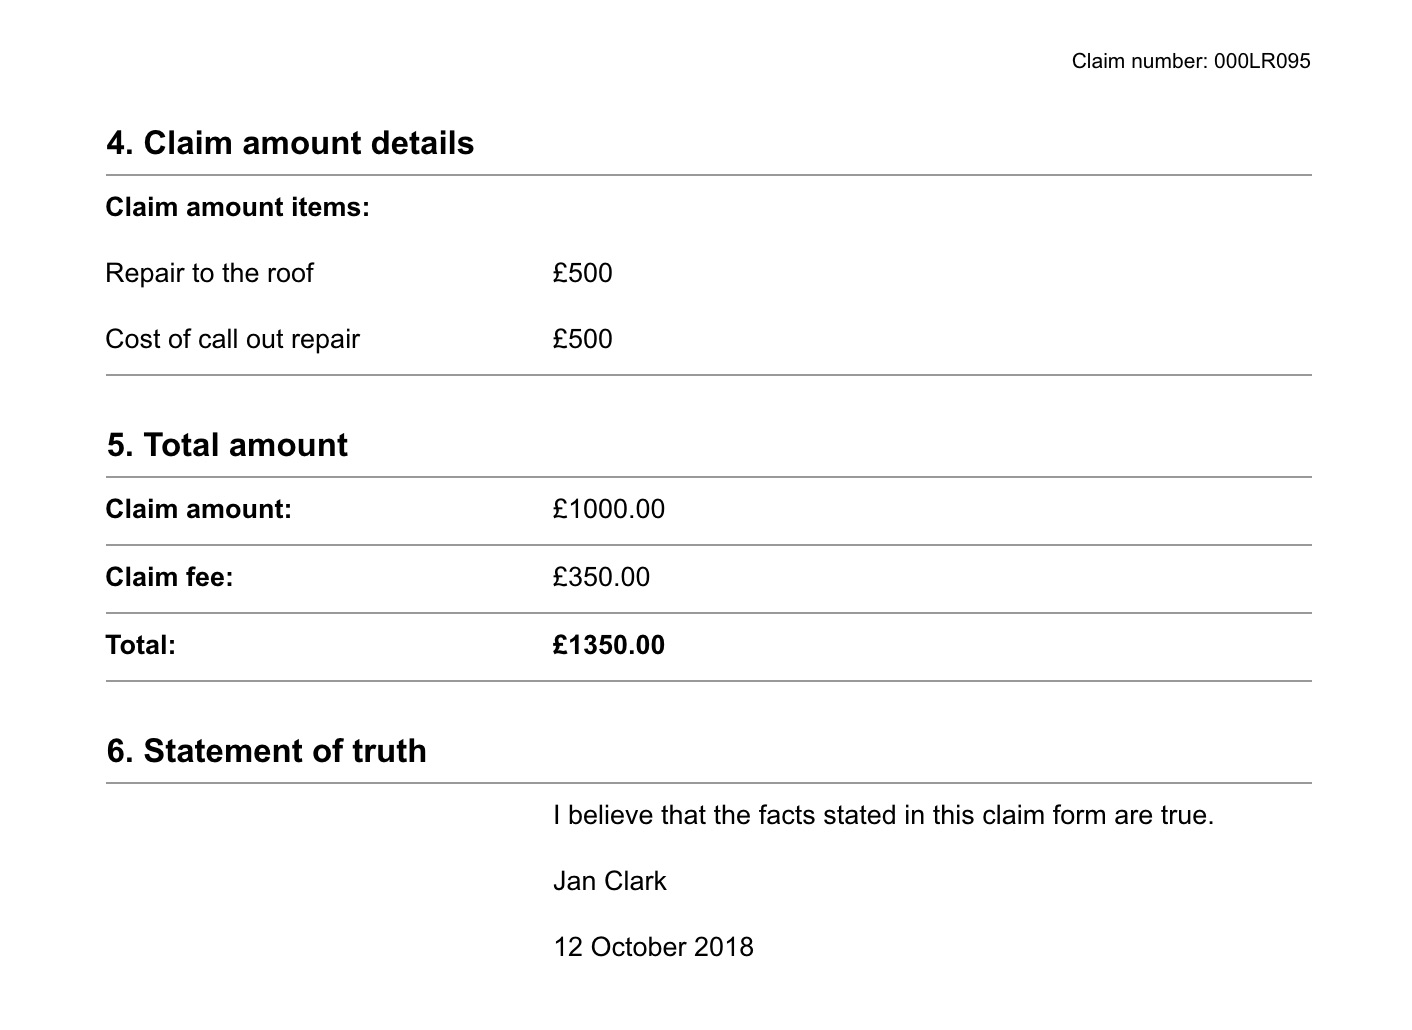 Claim number: 000LR095
4. Claim amount details
Claim amount items:
Repair to the roof £500
Cost of call out repair £500
5. Total amount
Claim amount: £1000.00
Claim fee: £350.00
Total: £1350.00
6. Statement of truth
I believe that the facts stated in this claim form are true.
Jan Clark
12 October 2018